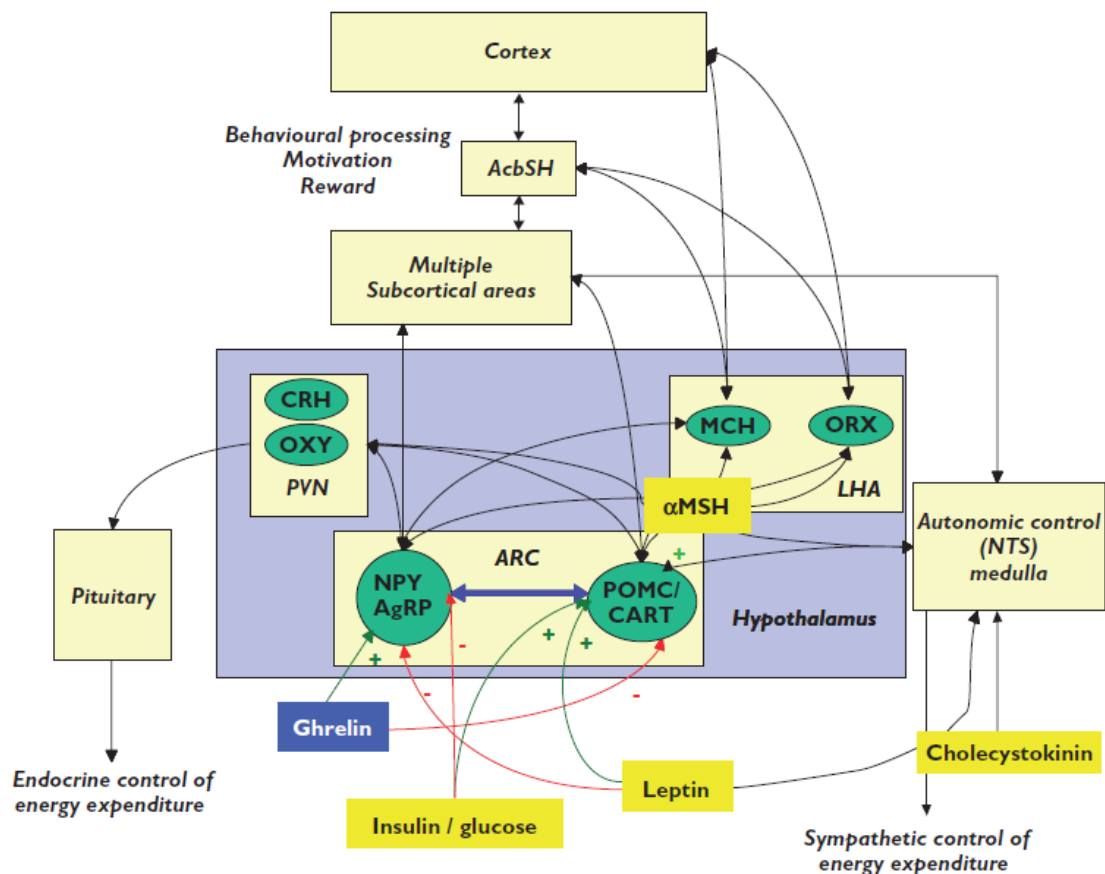 Cortex
Behavioural processing
Motivation
Reward
AcbSH
Multiple
Subcortical areas
CRH
OXY
PVN
MCH
ORX
LHA
αMSH
Autonomic control
(NTS)
medulla
Pituitary
ARC
NPY
AgRP
POMC/
CART
+
Hypothalamus
+
-
+
+
-
-
Ghrelin
Cholecystokinin
Leptin
Insulin / glucose
Endocrine control of
energy expenditure
Sympathetic control of
energy expenditure